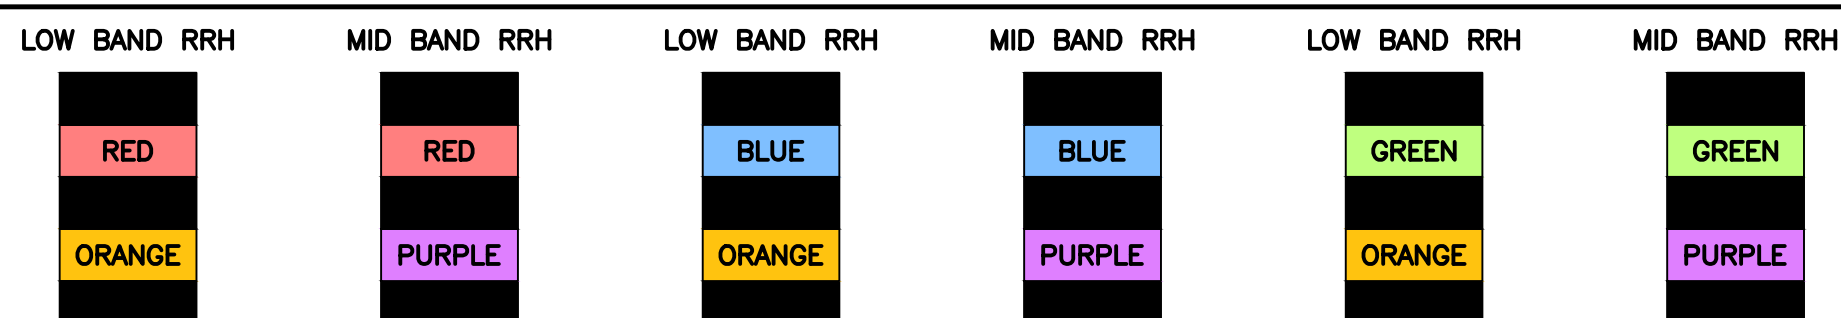 LOW BAND RRH MID BAND RRH LOW BAND RRH MID BAND RRH LOW BAND RRH MID BAND RRH
RED RED BLUE BLUE GREEN GREEN
ORANGE PURPLE ORANGE PURPLE ORANGE PURPLE